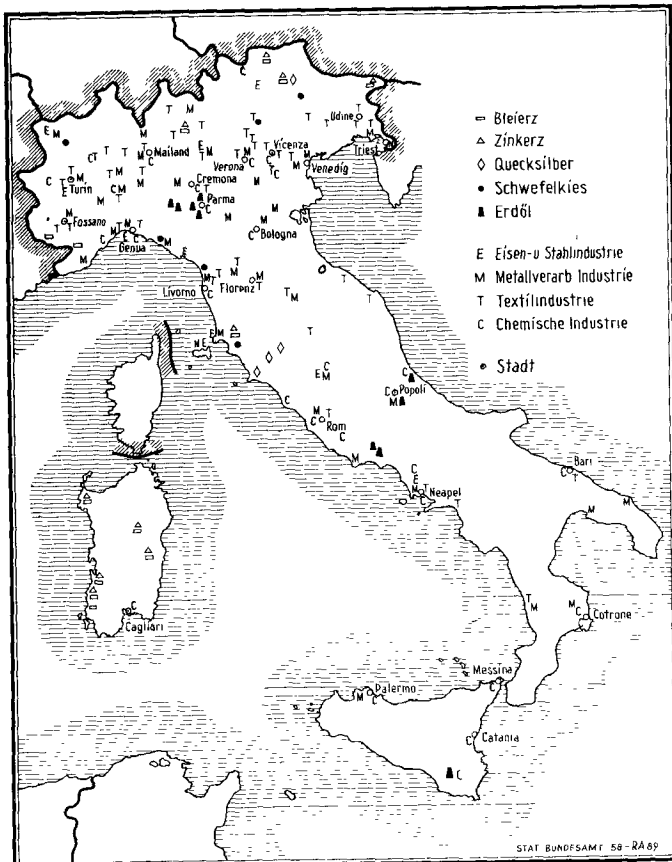 Udine
Triest
Mailand
Vicenza
Verona
Venedig
Turin
Cremona
Parma
Fossano
Bologna
Genua
Livorno
Florenz
Popoli
Rom
Neapel
Bari
Cagliari
Cotrone
Messina
Palermo
Catania
Bleierz
Zinkerz
Quecksilber
Schwefelkies
Erdöl
E Eisen- u Stahlindustrie
M Metallverarb Industrie
T Textilindustrie
C Chemische Industrie
Stadt
STAT BUNDESAMT 58-RA 89